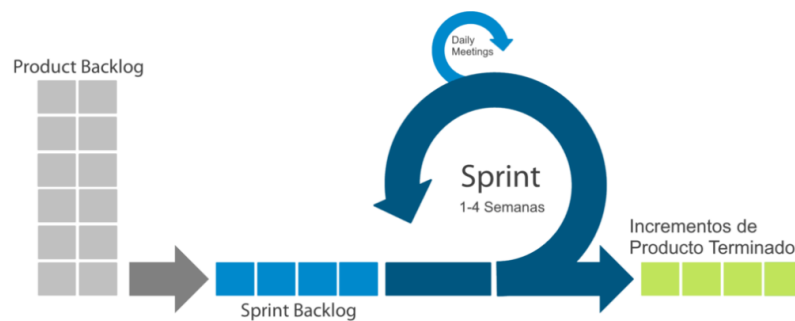 Daily
Meetings
Product Backlog
Sprint
1-4 Semanas
Incrementos de
Producto Terminado
Sprint Backlog